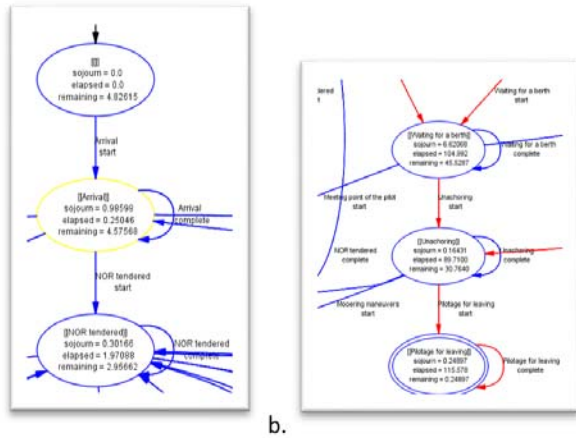 [[]]
sojourn = 0.0
elapsed = 0.0
remaining = 4.82615
Arrival
start
[[Arrival]]
sojourn = 0.98599
elapsed = 0.25046
remaining = 4.57568
Arrival
complete
NOR tendered
start
[[NOR tendered]]
sojourn = 0.30166
elapsed = 1.97088
remaining = 2.95662
NOR tendered
complete
b.
Waiting for a berth
start
[[Waiting for a berth]]
sojourn = 6.62068
elapsed = 104.992
remaining = 45.5287
Waiting for a berth
complete
Meeting point of the pilot
start
Unachoring
start
NOR tendered
complete
[[Unachoring]]
sojourn = 0.16431
elapsed = 89.7100
remaining = 30.7640
Unachoring
complete
Mooering maneuvers
start
Pilotage for leaving
start
[[Pilotage for leaving]]
sojourn = 0.24897
elapsed = 115.578
remaining = 0.24897
Pilotage for leaving
complete